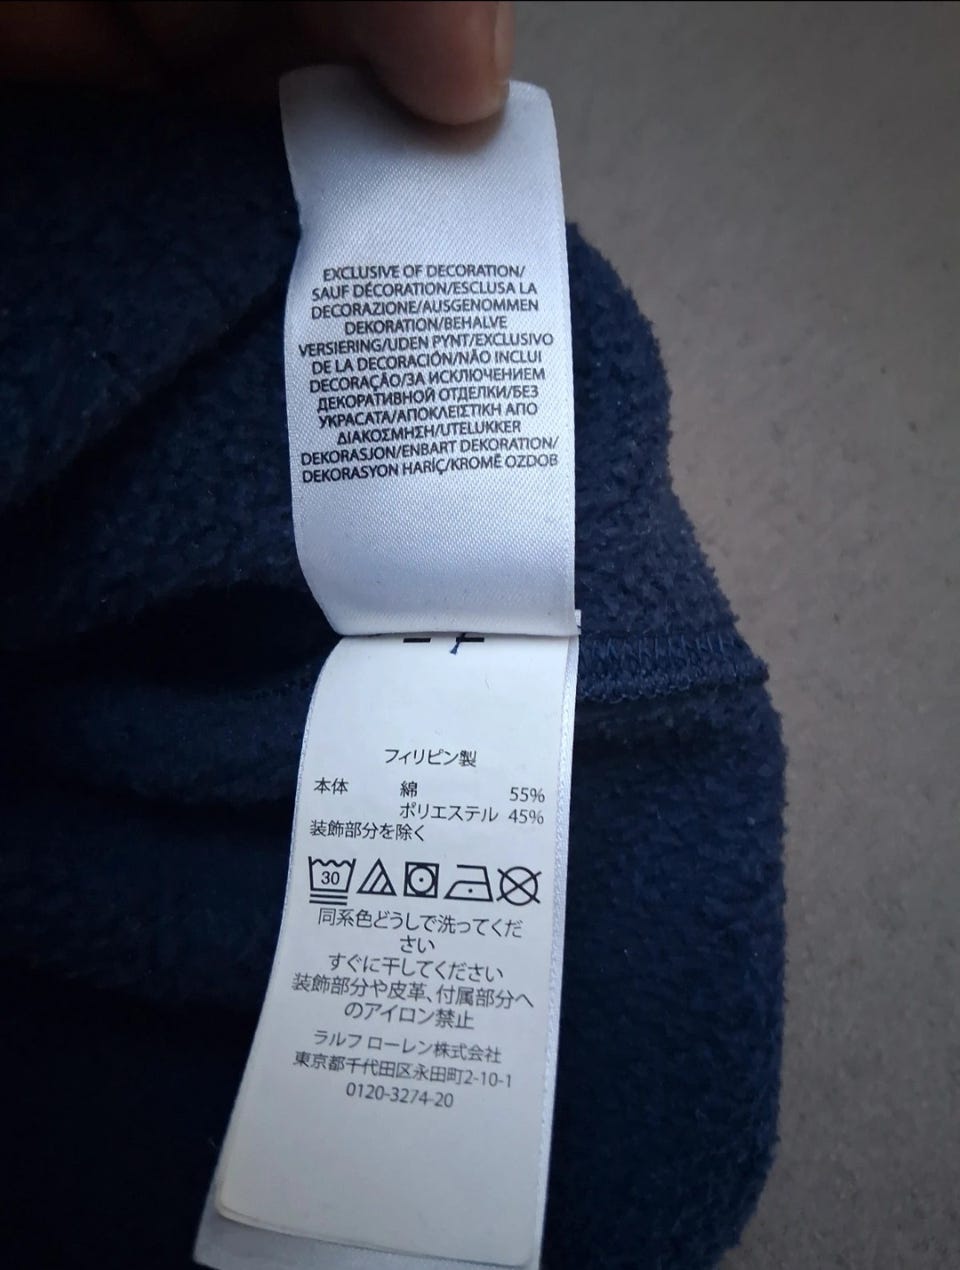 EXCLUSIVE OF DECORATION/
SAUF DÉCORATION/ESCLUSA LA
DECORAZIONE/AUSGENOMMEN
DEKORATION/BEHALVE
VERSIERING/UDEN PYNT/EXCLUSIVO
DE LA DECORACIÓN/NÃO INCLUI
DECORAÇÃO/ЗА ИСКЛЮЧЕНИЕМ
ДЕКОРАТИВНОЙ ОТДЕЛКИ/БЕЗ
УКРАСАТА/ΑΠΟΚΛΕΙΣΤΙΚΗ ΑΠΟ
ΔΙΑΚΟΣΜΗΣΗ/UTELUKKER
DEKORASJON/ENBART DEKORATION/
DEKORASYON HARİÇ/KROMĚ OZDOB
フィリピン製
本体 綿 55%
ポリエステル 45%
装飾部分を除く
30
同系色どうしで洗ってくだ
さい
すぐに干してください
装飾部分や皮革、付属部分へ
のアイロン禁止
ラルフ ローレン株式会社
東京都千代田区永田町2-10-1
0120-3274-20